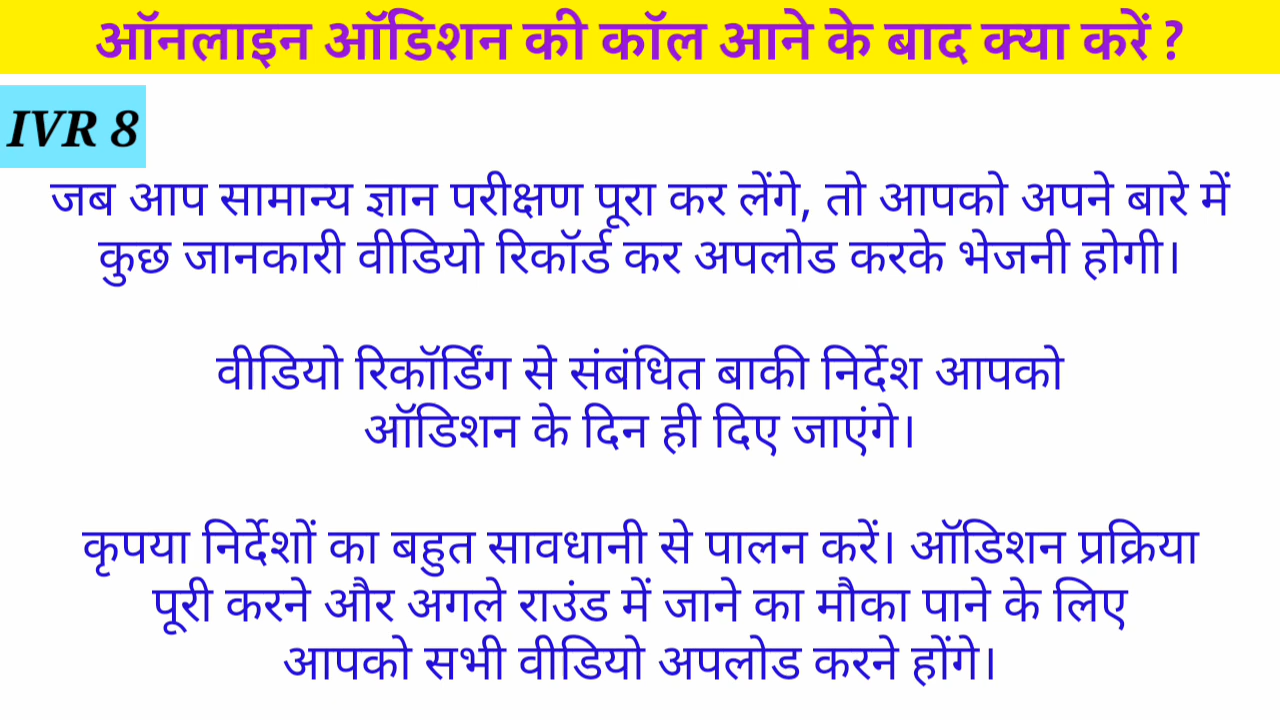 ऑनलाइन ऑडिशन की कॉल आने के बाद क्या करें ?
IVR 8
जब आप सामान्य ज्ञान परीक्षण पूरा कर लेंगे, तो आपको अपने बारे में
कुछ जानकारी वीडियो रिकॉर्ड कर अपलोड करके भेजनी होगी।
वीडियो रिकॉर्डिंग से संबंधित बाकी निर्देश आपको
ऑडिशन के दिन ही दिए जाएंगे।
कृपया निर्देशों का बहुत सावधानी से पालन करें। ऑडिशन प्रक्रिया
पूरी करने और अगले राउंड में जाने का मौका पाने के लिए
आपको सभी वीडियो अपलोड करने होंगे।